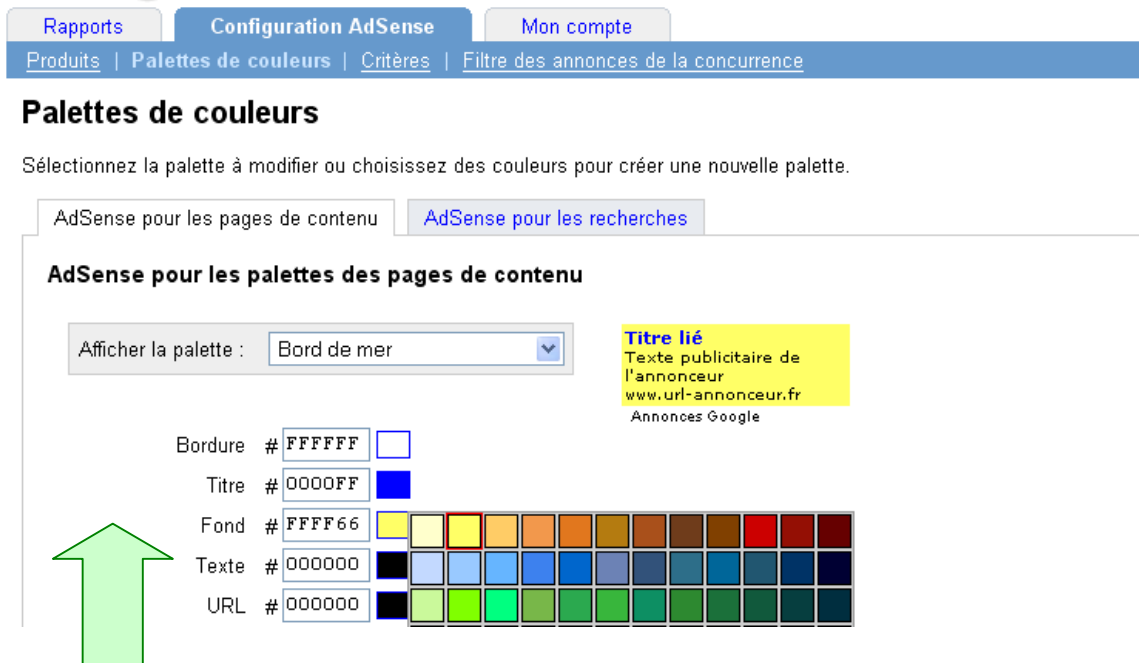 Rapports Configuration AdSense Mon compte
Produits | Palettes de couleurs | Critères | Filtre des annonces de la concurrence
Palettes de couleurs
Sélectionnez la palette à modifier ou choisissez des couleurs pour créer une nouvelle palette.
AdSense pour les pages de contenu AdSense pour les recherches
AdSense pour les palettes des pages de contenu
Afficher la palette : Bord de mer
Titre lié
Texte publicitaire de
l'annonceur
www.url-annonceur.fr
Annonces Google
Bordure # FFFFFF
Titre # 0000FF
Fond # FFFF66
Texte # 000000
URL # 000000